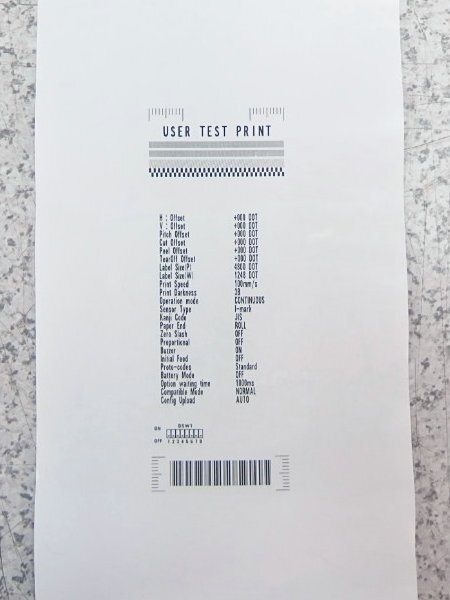 USER TEST PRINT
H : Offset +000 DOT
V : Offset +000 DOT
Pitch Offset +000 DOT
Cut Offset +000 DOT
Peel Offset +000 DOT
TearOff Offset +000 DOT
Label Size(P) 4800 DOT
Label Size(W) 1248 DOT
Print Speed 100mm/s
Print Darkness 3B
Operation mode CONTINUOUS
Sensor Type I-mark
Kanji Code JIS
Paper End ROLL
Zero Slash OFF
Proportional OFF
Buzzer ON
Initial Feed OFF
Proto-codes Standard
Battery Mode OFF
Option waiting time 1000ms
Compatible Mode NORMAL
Config Upload AUTO
DSW1
ON
OFF 12345678